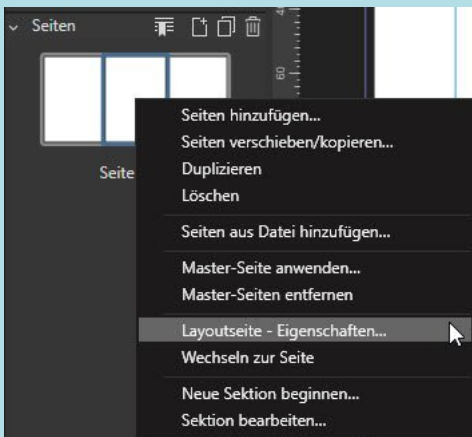 Seiten
60
Seite
Seiten hinzufügen...
Seiten verschieben/kopieren...
Duplizieren
Löschen
Seiten aus Datei hinzufügen...
Master-Seite anwenden...
Master-Seiten entfernen
Layoutseite - Eigenschaften...
Wechseln zur Seite
Neue Sektion beginnen...
Sektion bearbeiten...